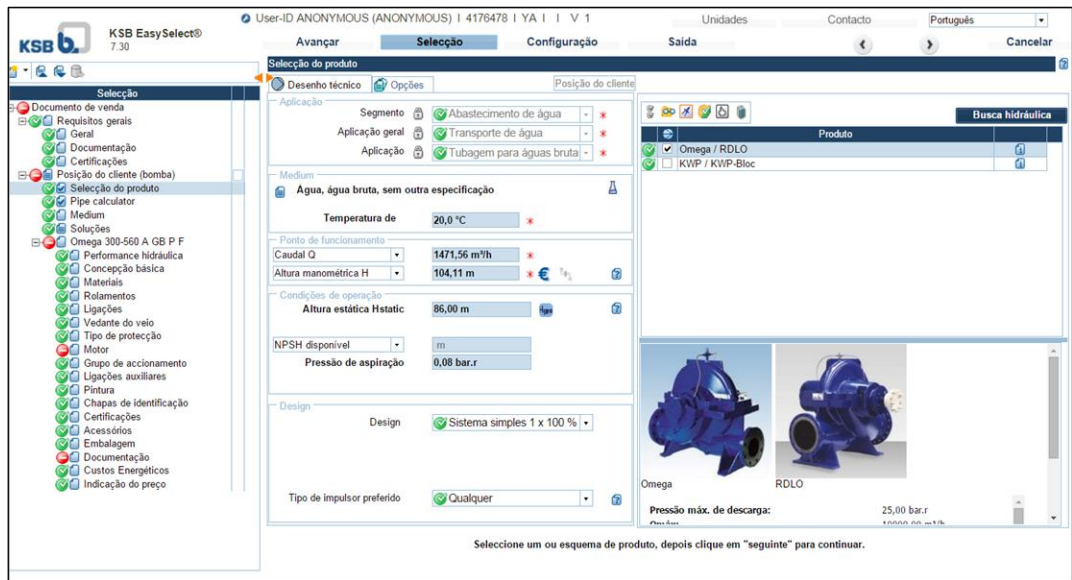 User-ID ANONYMOUS (ANONYMOUS) I 4176478 I YA I I V 1
Unidades
Contacto
Português
KSB
KSB EasySelect®
7.30
Avançar
Selecção
Configuração
Saída
Cancelar
Selecção do produto
Desenho técnico
Opções
Posição do cliente
Selecção
Documento de venda
Requisitos gerais
Geral
Documentação
Certificações
Posição do cliente (bomba)
Selecção do produto
Pipe calculator
Medium
Soluções
Omega 300-560 A GB P F
Performance hidráulica
Concepção básica
Materiais
Rolamentos
Ligações
Vedante do veio
Tipo de protecção
Motor
Grupo de accionamento
Ligações auxiliares
Pintura
Chapas de identificação
Certificações
Acessórios
Embalagem
Documentação
Custos Energéticos
Indicação do preço
Aplicação
Segmento Abastecimento de água *
Aplicação geral Transporte de água *
Aplicação Tubagem para águas bruta *
Medium
Água, água bruta, sem outra especificação
Temperatura de 20,0 °C *
Ponto de funcionamento
Caudal Q 1471,56 m³/h *
Altura manométrica H 104,11 m * €
Condições de operação
Altura estática Hstatic 86,00 m
NPSH disponível m
Pressão de aspiração 0,08 bar.r
Design
Design Sistema simples 1 x 100 %
Tipo de impulsor preferido Qualquer
Busca hidráulica
Produto
Omega / RDLO
KWP / KWP-Bloc
Omega RDLO
Pressão máx. de descarga: 25,00 bar.r
Seleccione um ou esquema de produto, depois clique em "seguinte" para continuar.